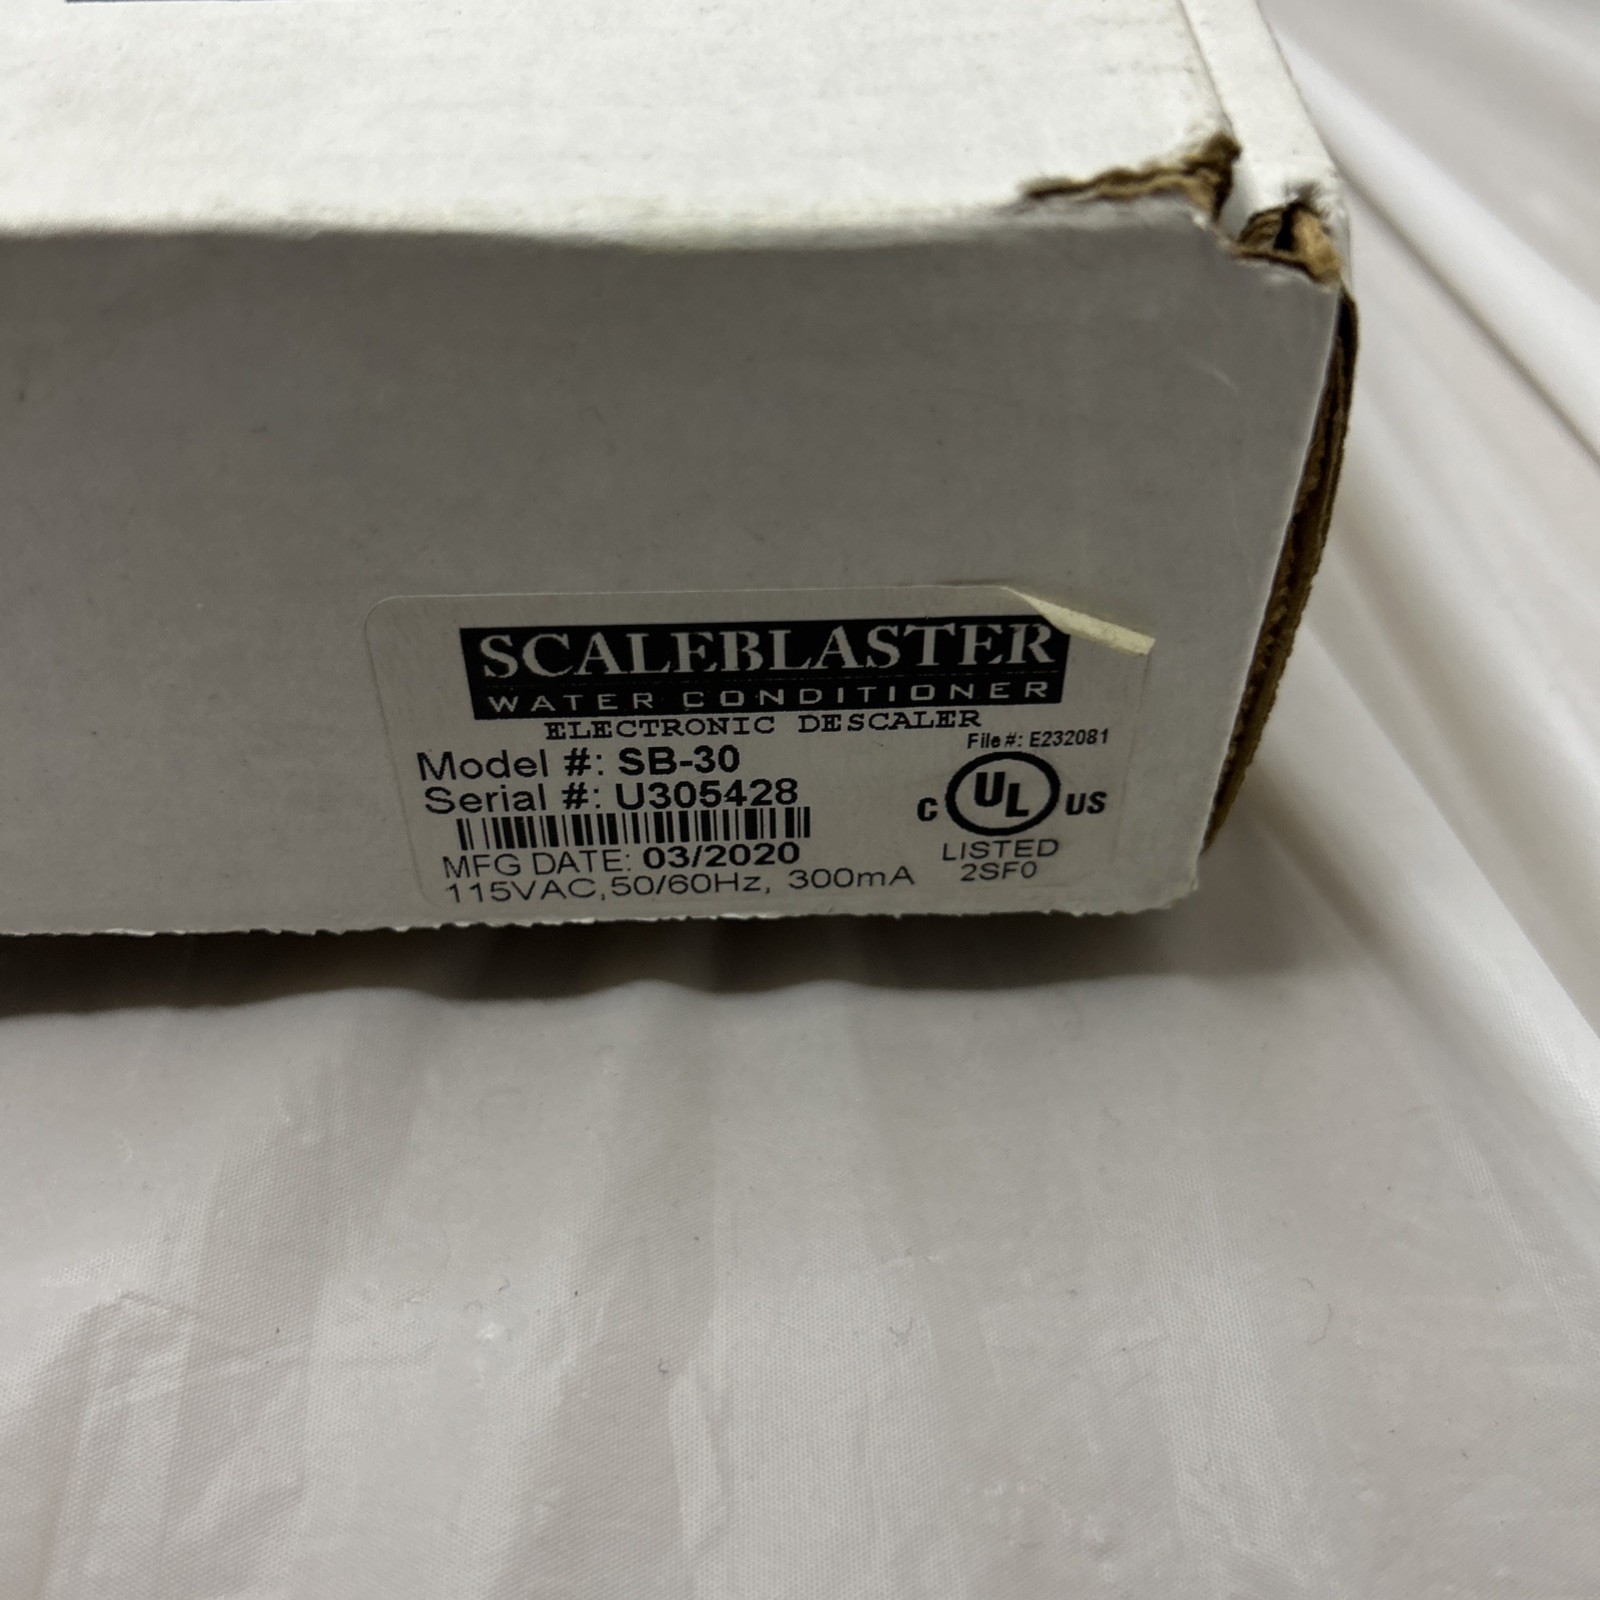 SCALEBLASTER
WATER CONDITIONER
ELECTRONIC DESCALER
File #: E232081
Model #: SB-30
Serial #: U305428
C UL US
MFG DATE: 03/2020
LISTED
115VAC,50/60Hz, 300mA
2SF0